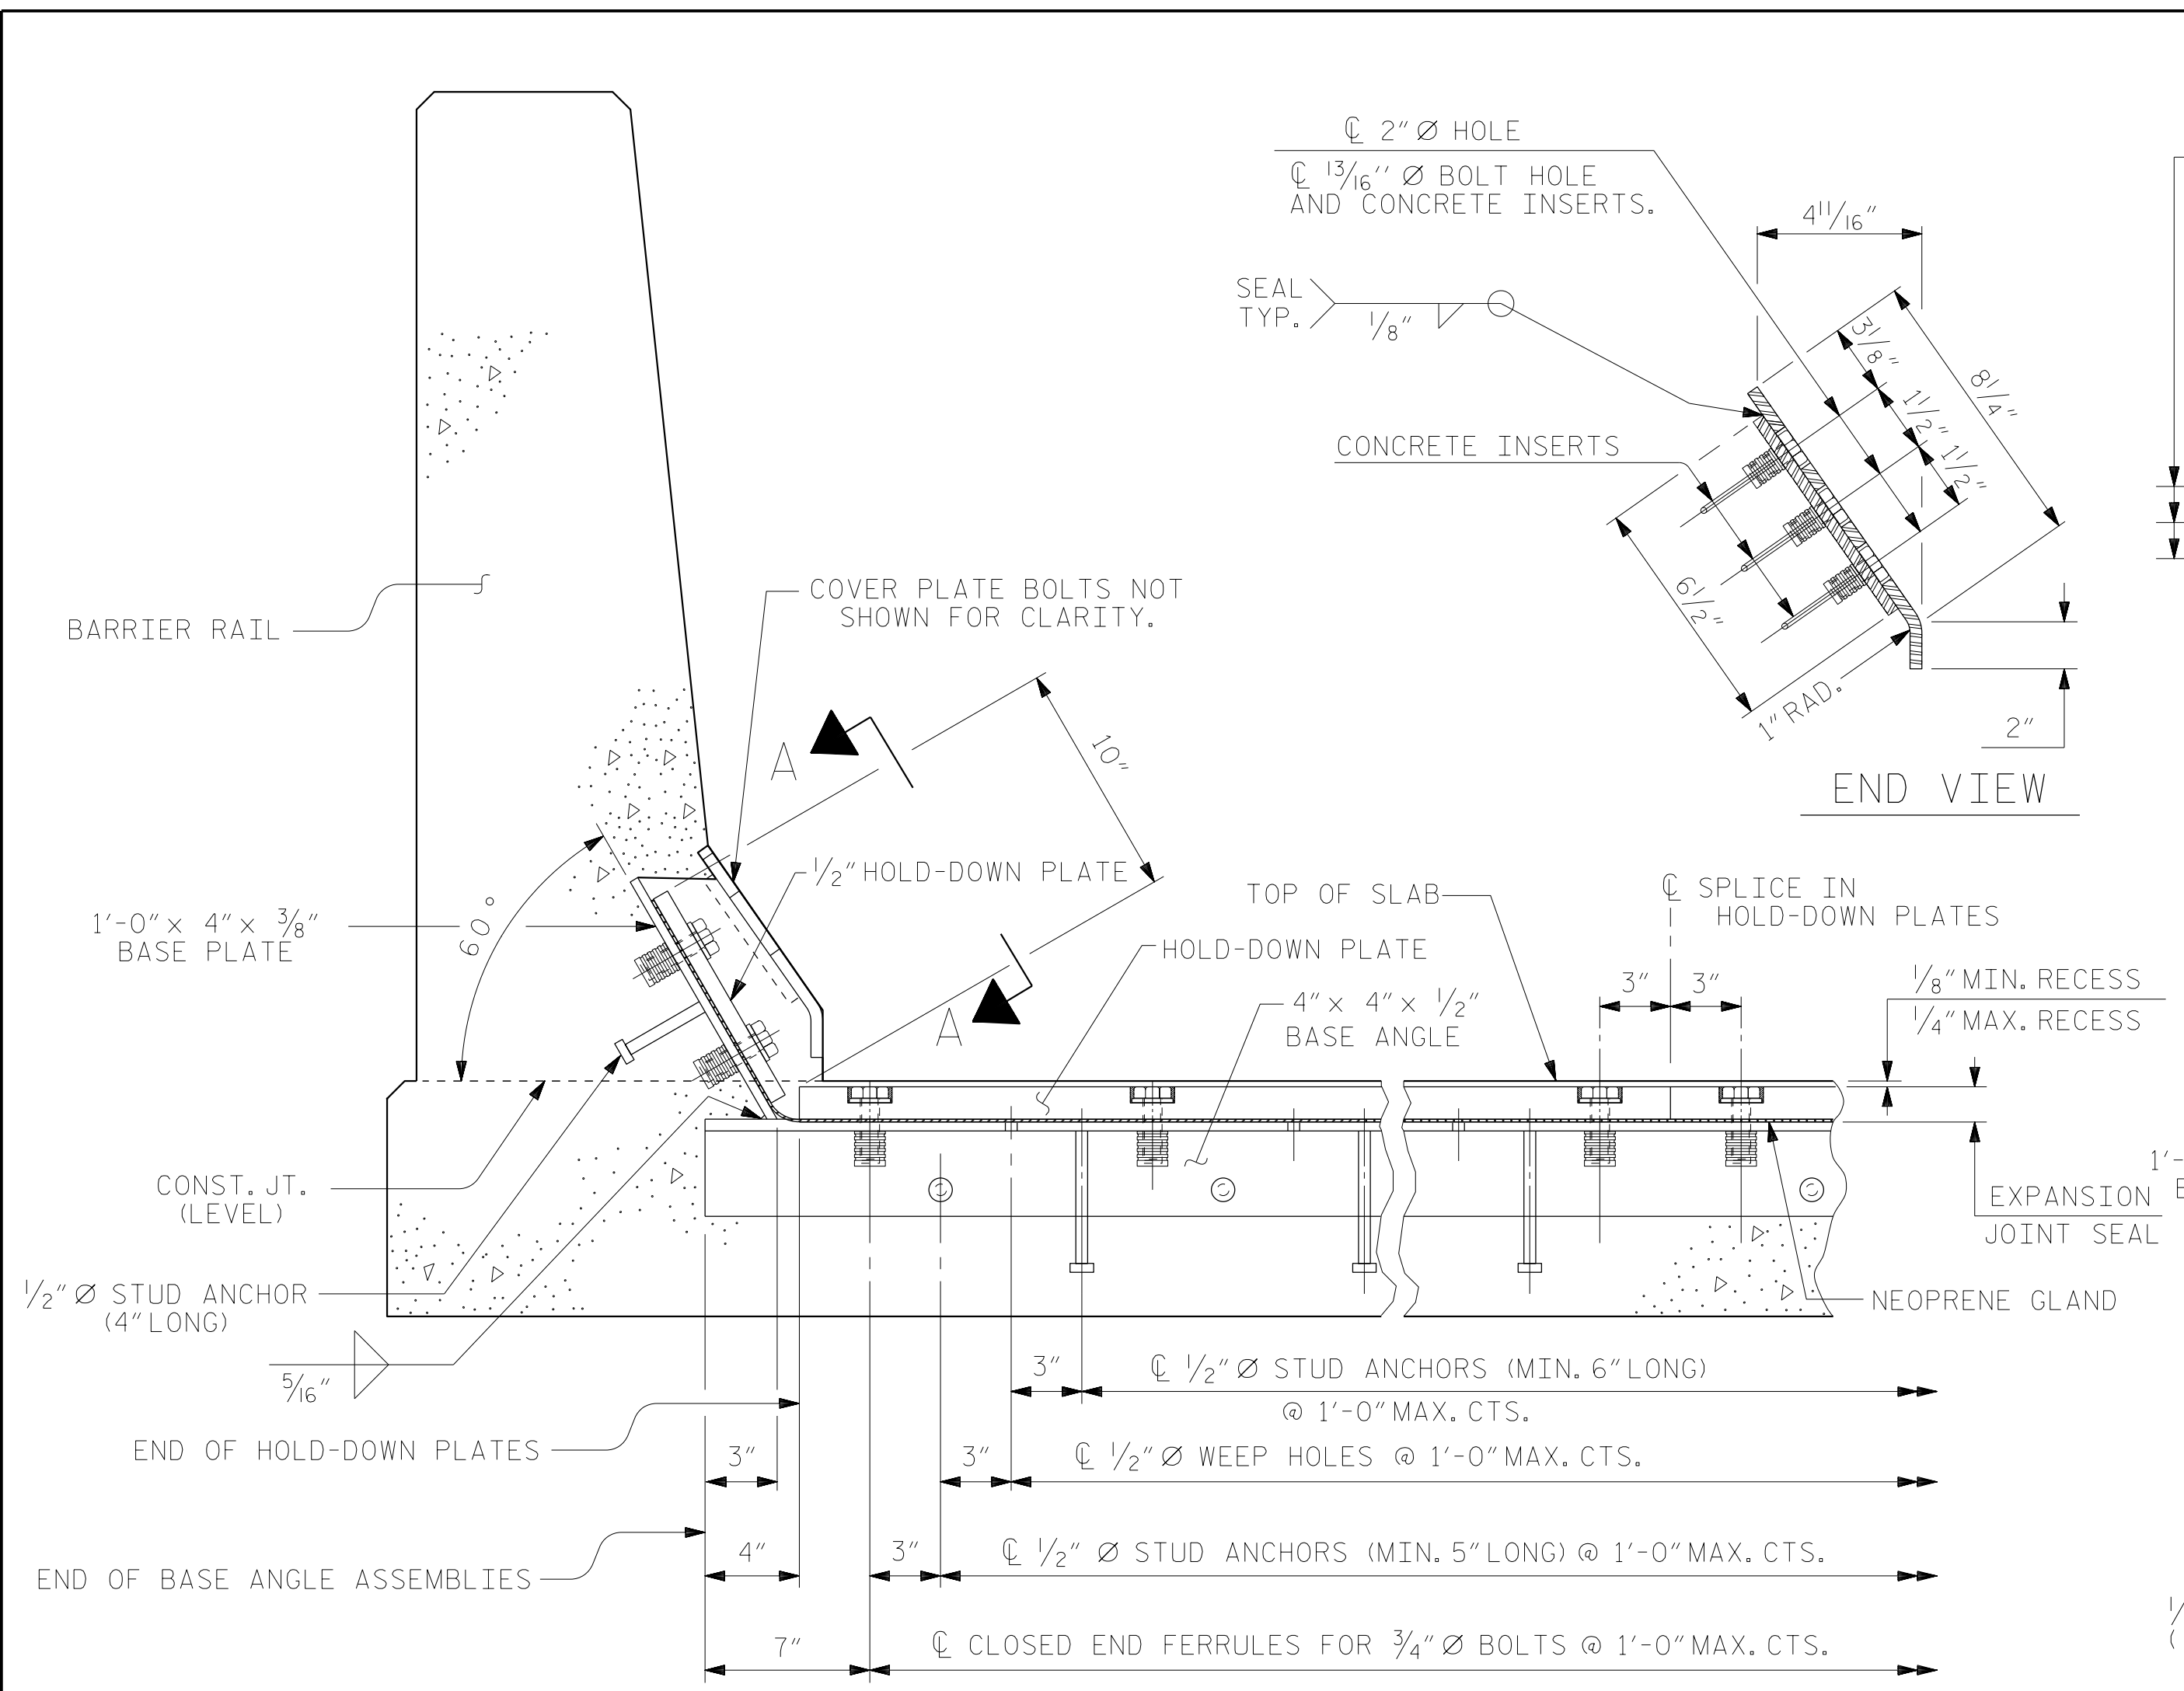 ℄ 2″ Ø HOLE
℄ 13/16″ Ø BOLT HOLE
AND CONCRETE INSERTS.
4 11/16″
SEAL
TYP.
1/8″
3 1/8″
8 1/4″
1 1/2″
1 1/2″
CONCRETE INSERTS
6 1/2″
1″ RAD.
2″
END VIEW
COVER PLATE BOLTS NOT
SHOWN FOR CLARITY.
BARRIER RAIL
A
10″
1/2″ HOLD-DOWN PLATE
1′-0″ x 4″ x 3/8″
BASE PLATE
60°
TOP OF SLAB
HOLD-DOWN PLATE
℄ SPLICE IN
HOLD-DOWN PLATES
3″
3″
1/8″ MIN. RECESS
1/4″ MAX. RECESS
4″ x 4″ x 1/2″
BASE ANGLE
A
CONST. JT.
(LEVEL)
1′-
EXPANSION
JOINT SEAL
1/2″ Ø STUD ANCHOR
(4″ LONG)
NEOPRENE GLAND
5/16″
3″
℄ 1/2″ Ø STUD ANCHORS (MIN. 6″ LONG)
@ 1′-0″ MAX. CTS.
END OF HOLD-DOWN PLATES
3″
3″
℄ 1/2″ Ø WEEP HOLES @ 1′-0″ MAX. CTS.
END OF BASE ANGLE ASSEMBLIES
4″
3″
℄ 1/2″ Ø STUD ANCHORS (MIN. 5″ LONG) @ 1′-0″ MAX. CTS.
7″
℄ CLOSED END FERRULES FOR 3/4″ Ø BOLTS @ 1′-0″ MAX. CTS.